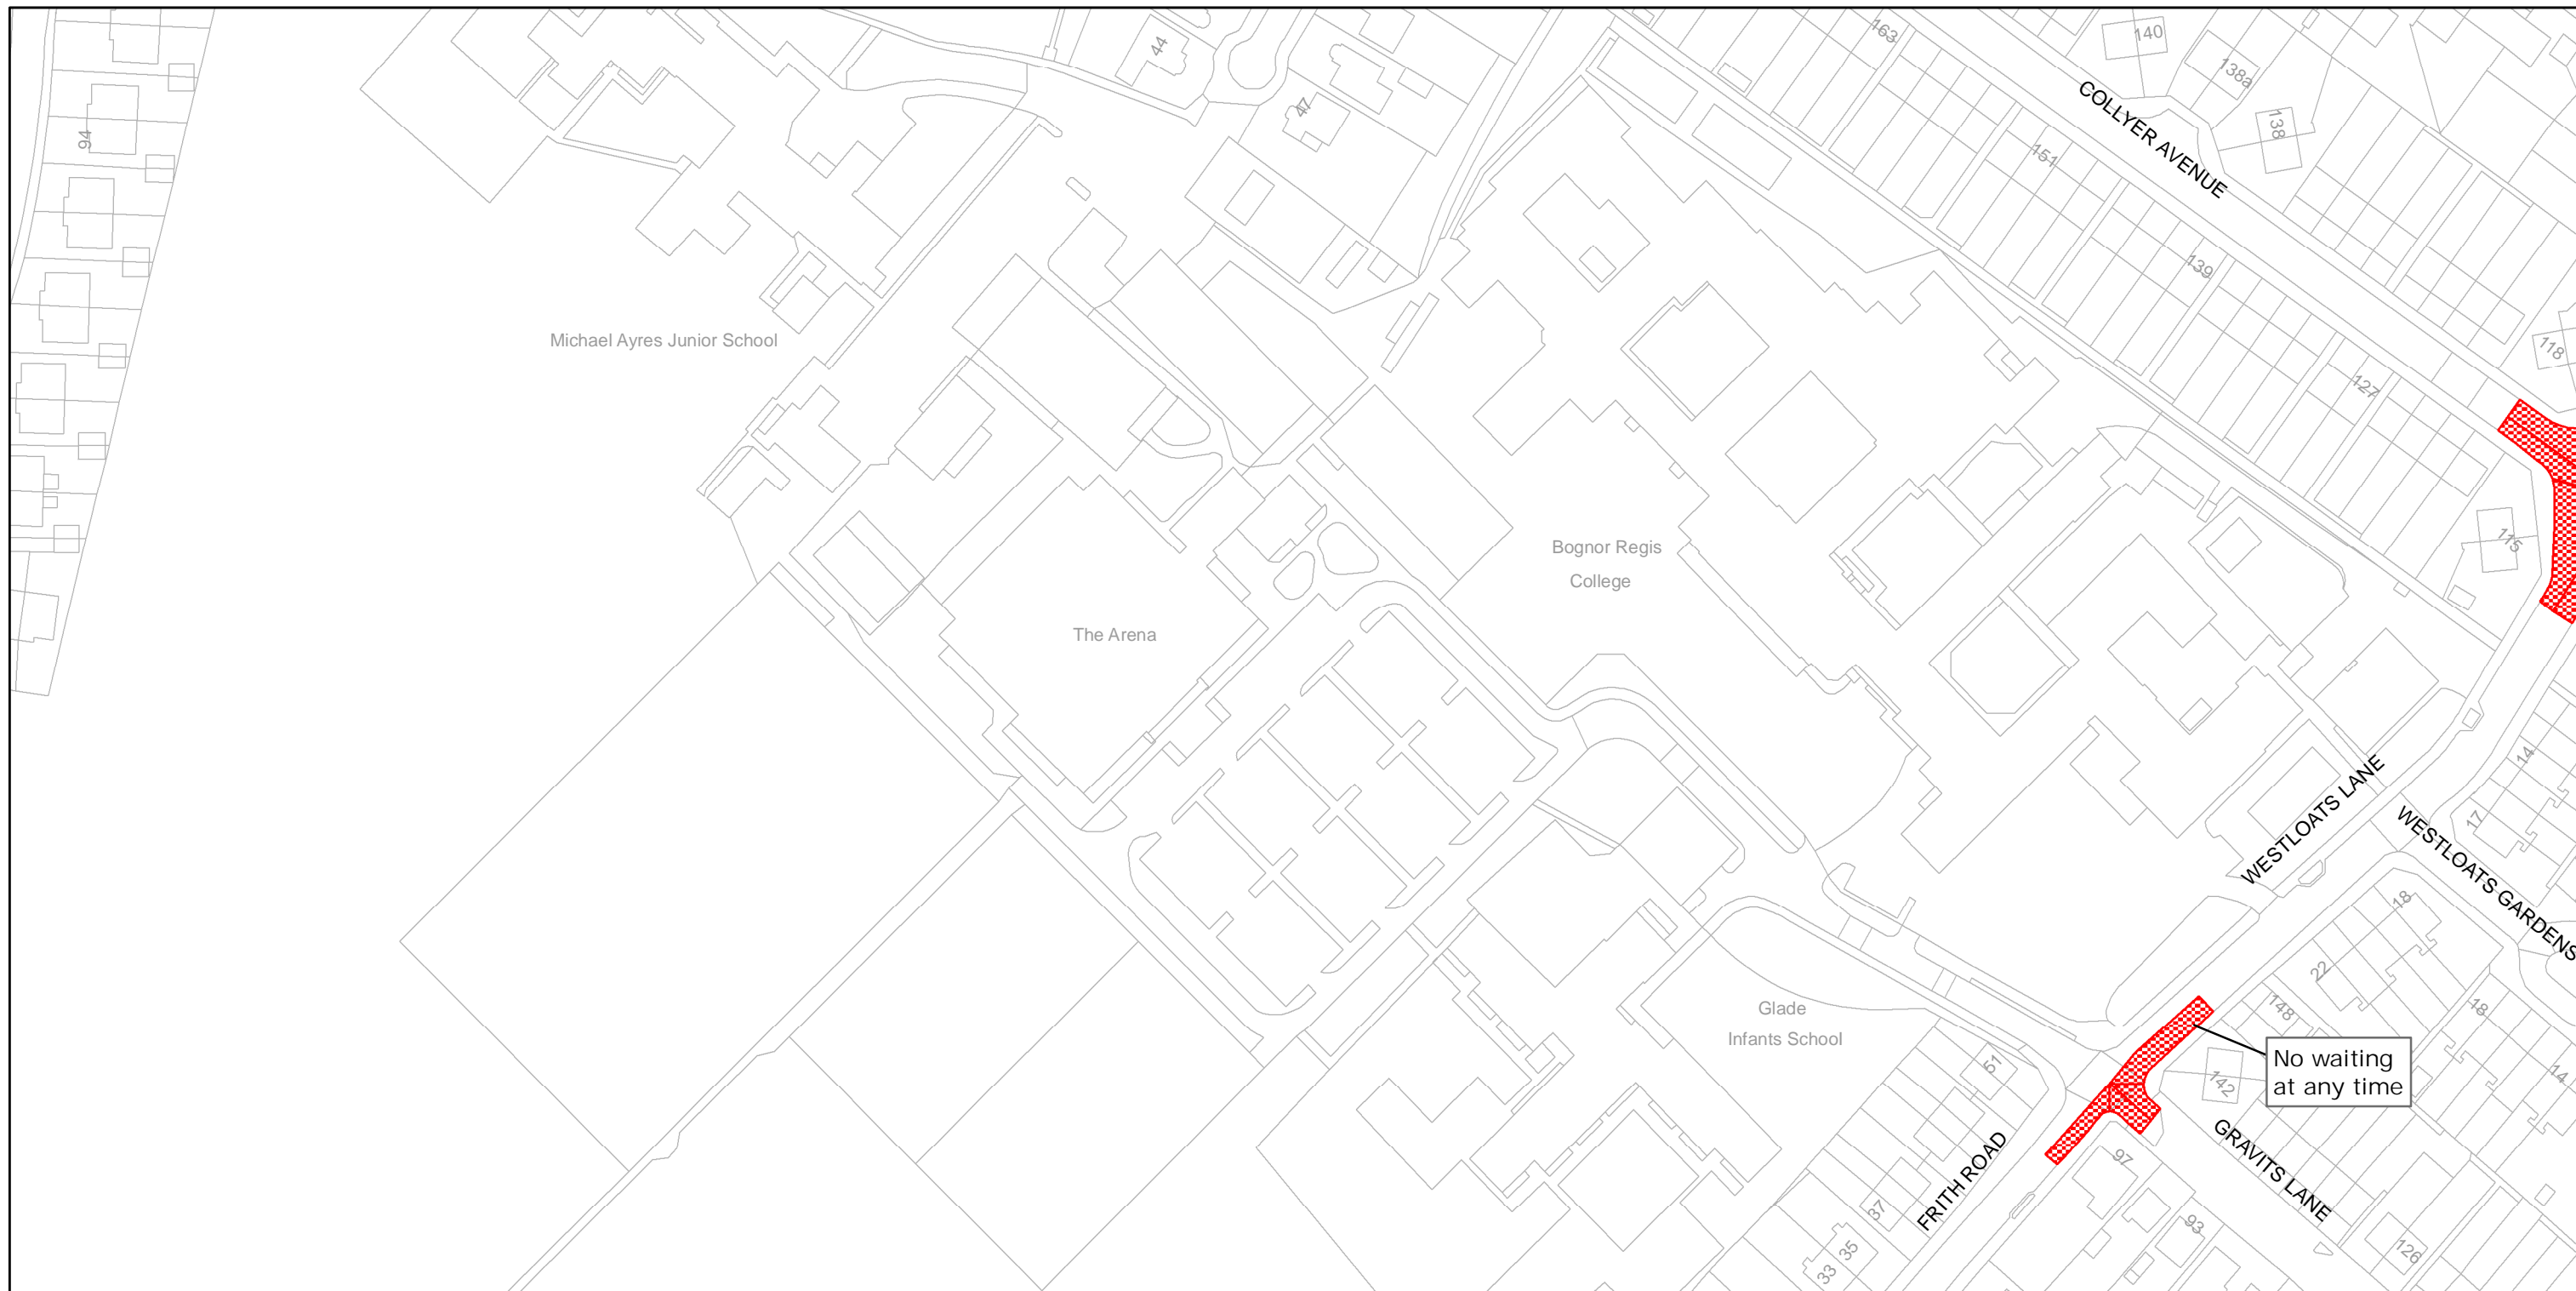 44
163
140
138a
COLLYER AVENUE
94
47
138
151
139
Michael Ayres Junior School
118
127
Bognor Regis
College
115
The Arena
14
WESTLOATS LANE
17
WESTLOATS GARDENS
18
22
Glade
Infants School
148
18
No waiting
at any time
61
142
14
GRAVITS LANE
97
FRITH ROAD
37
93
35
33
126